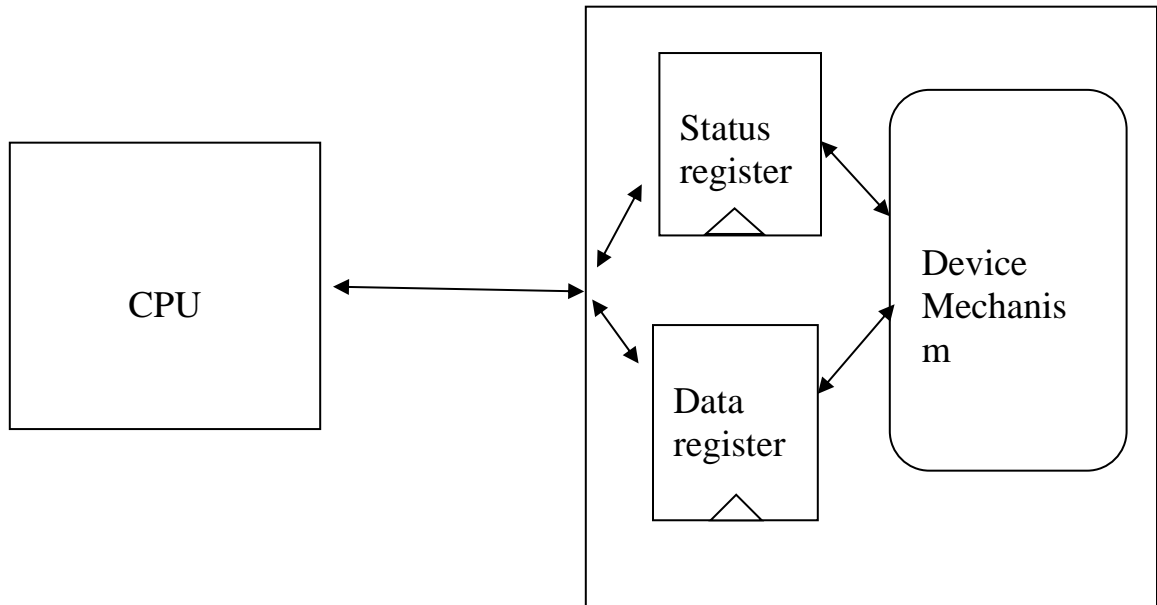 CPU
Status
register
Data
register
Device
Mechanis
m